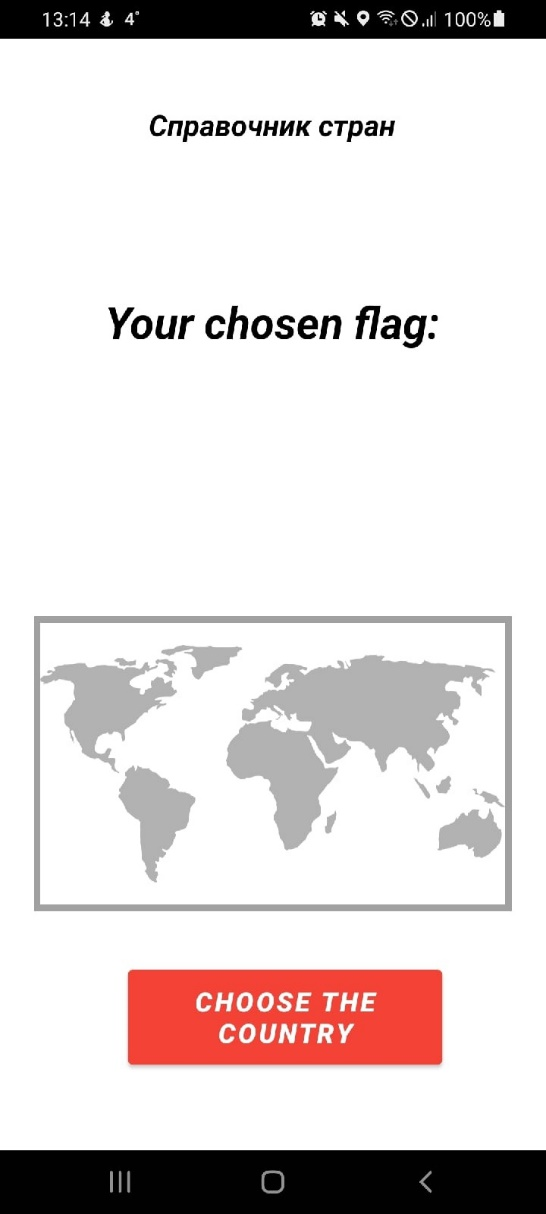 13:14 4° 100%
Справочник стран
Your chosen flag:
CHOOSE THE
COUNTRY